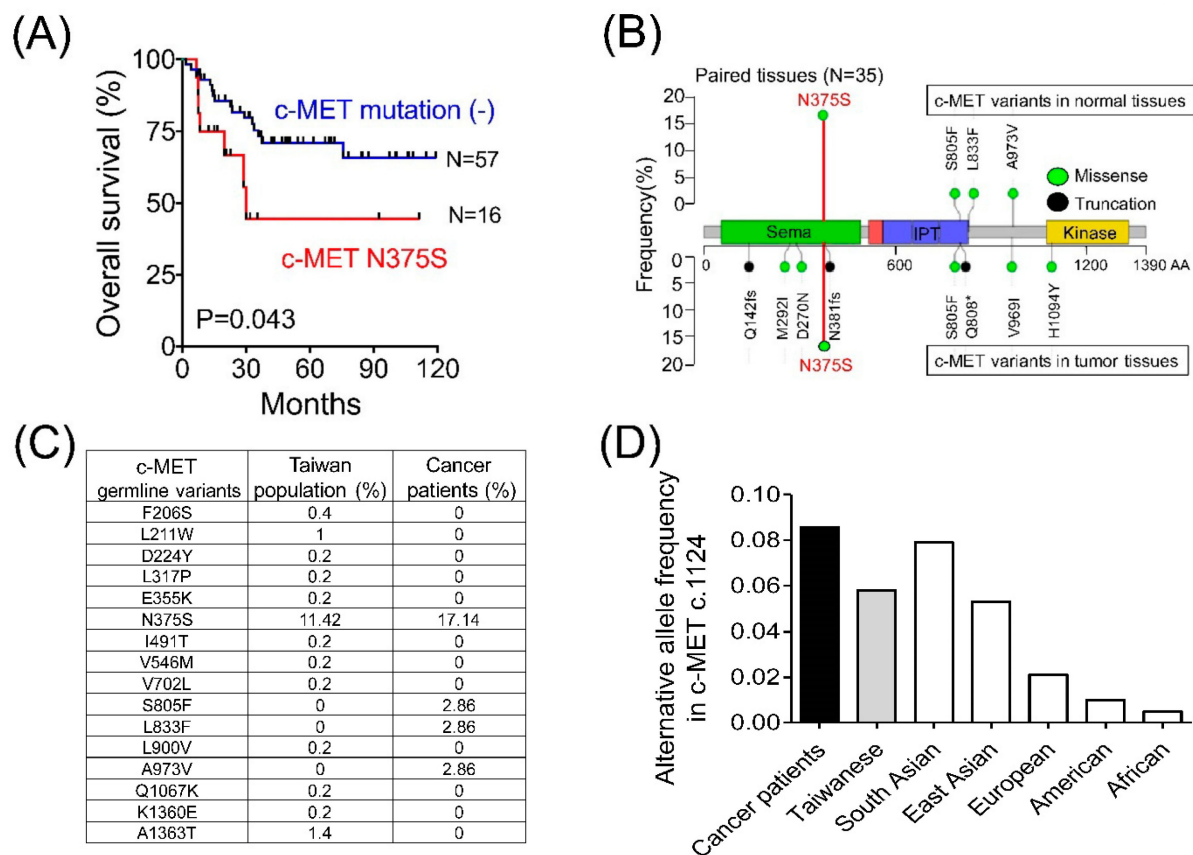 (A)
100
75
50
25
0
Overall survival (%)
c-MET mutation (-)
N=57
N=16
c-MET N375S
P=0.043
0 30 60 90 120
Months
(B)
Paired tissues (N=35)
N375S
c-MET variants in normal tissues
20
15
10
5
0
Frequency(%)
S805F
L833F
A973V
Missense
Truncation
Sema
IPT
Kinase
0 600 1200 1390 AA
0
5
10
15
20
Q142fs
M292I
D270N
N381fs
S805F
Q808*
V969I
H1094Y
N375S
c-MET variants in tumor tissues
(C)
c-MET germline variants Taiwan population (%) Cancer patients (%)
F206S 0.4 0
L211W 1 0
D224Y 0.2 0
L317P 0.2 0
E355K 0.2 0
N375S 11.42 17.14
I491T 0.2 0
V546M 0.2 0
V702L 0.2 0
S805F 0 2.86
L833F 0 2.86
L900V 0.2 0
A973V 0 2.86
Q1067K 0.2 0
K1360E 0.2 0
A1363T 1.4 0
(D)
Alternative allele frequency
in c-MET c.1124
0.10
0.08
0.06
0.04
0.02
0.00
Cancer patients
Taiwanese
South Asian
East Asian
European
American
African